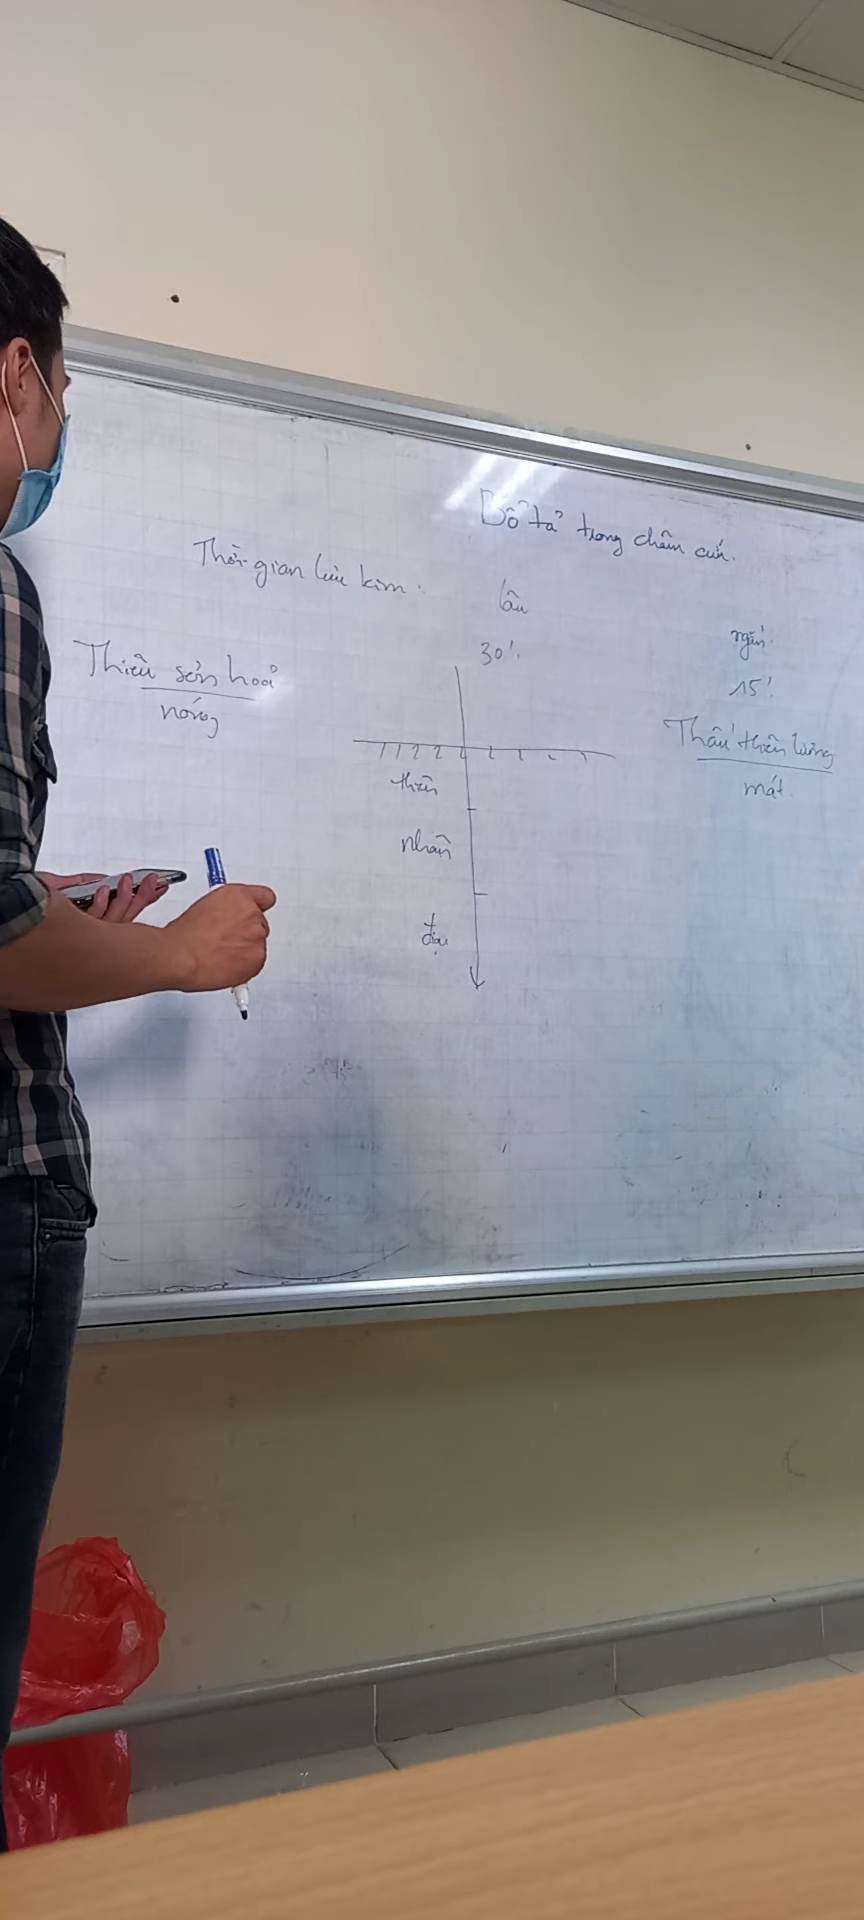 Bổ tả trong châm cứu.
Thời gian lưu kim:
lâu
ngắn.
30'.
15'.
Thiêu sơn hoả
nóng
Thấu thiên lương
mát.
thiên
nhân
địa